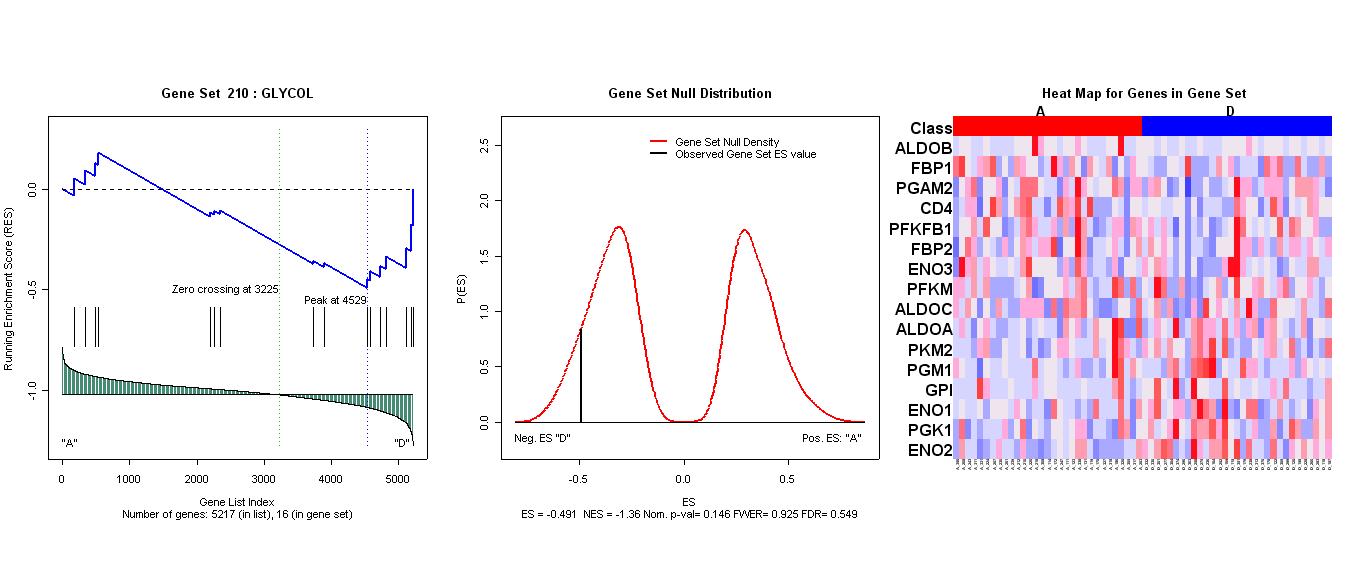 Gene Set 210 : GLYCOL
Running Enrichment Score (RES)
0.0
-0.5
-1.0
Zero crossing at 3225
Peak at 4529
"A"
"D"
0
1000
2000
3000
4000
5000
Gene List Index
Number of genes: 5217 (in list), 16 (in gene set)
Gene Set Null Distribution
P(ES)
2.5
2.0
1.5
1.0
0.5
0.0
Gene Set Null Density
Observed Gene Set ES value
Neg. ES "D"
Pos. ES: "A"
-0.5
0.0
0.5
ES
ES = -0.491 NES = -1.36 Nom. p-val= 0.146 FWER= 0.925 FDR= 0.549
Heat Map for Genes in Gene Set
A
D
Class
ALDOB
FBP1
PGAM2
CD4
PFKFB1
FBP2
ENO3
PFKM
ALDOC
ALDOA
PKM2
PGM1
GPI
ENO1
PGK1
ENO2